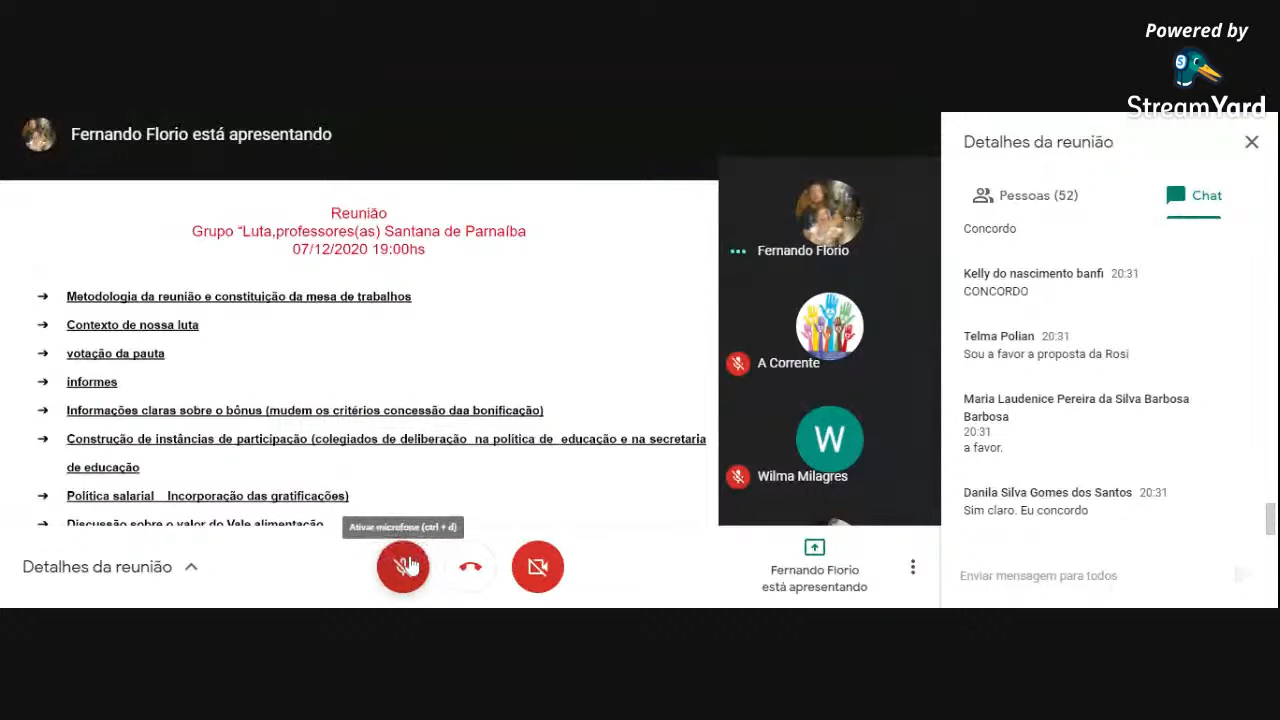 Powered by
StreamYard
Fernando Florio está apresentando
Reunião
Grupo “Luta,professores(as) Santana de Parnaíba
07/12/2020 19:00hs
➔ Metodologia da reunião e constituição da mesa de trabalhos
➔ Contexto de nossa luta
➔ votação da pauta
➔ informes
➔ Informações claras sobre o bônus (mudem os critérios concessão daa bonificação)
➔ Construção de instâncias de participação (colegiados de deliberação na política de educação e na secretaria
de educação
➔ Política salarial Incorporação das gratificações)
➔ Discussão sobre o valor do Vale alimentação
Ativar microfone (ctrl + d)
Detalhes da reunião
Fernando Florio
A Corrente
W
Wilma Milagres
Fernando Florio
está apresentando
Detalhes da reunião
Pessoas (52)
Chat
Concordo
Kelly do nascimento banfi 20:31
CONCORDO
Telma Polian 20:31
Sou a favor a proposta da Rosi
Maria Laudenice Pereira da Silva Barbosa
Barbosa
20:31
a favor.
Danila Silva Gomes dos Santos 20:31
Sim claro. Eu concordo
Enviar mensagem para todos